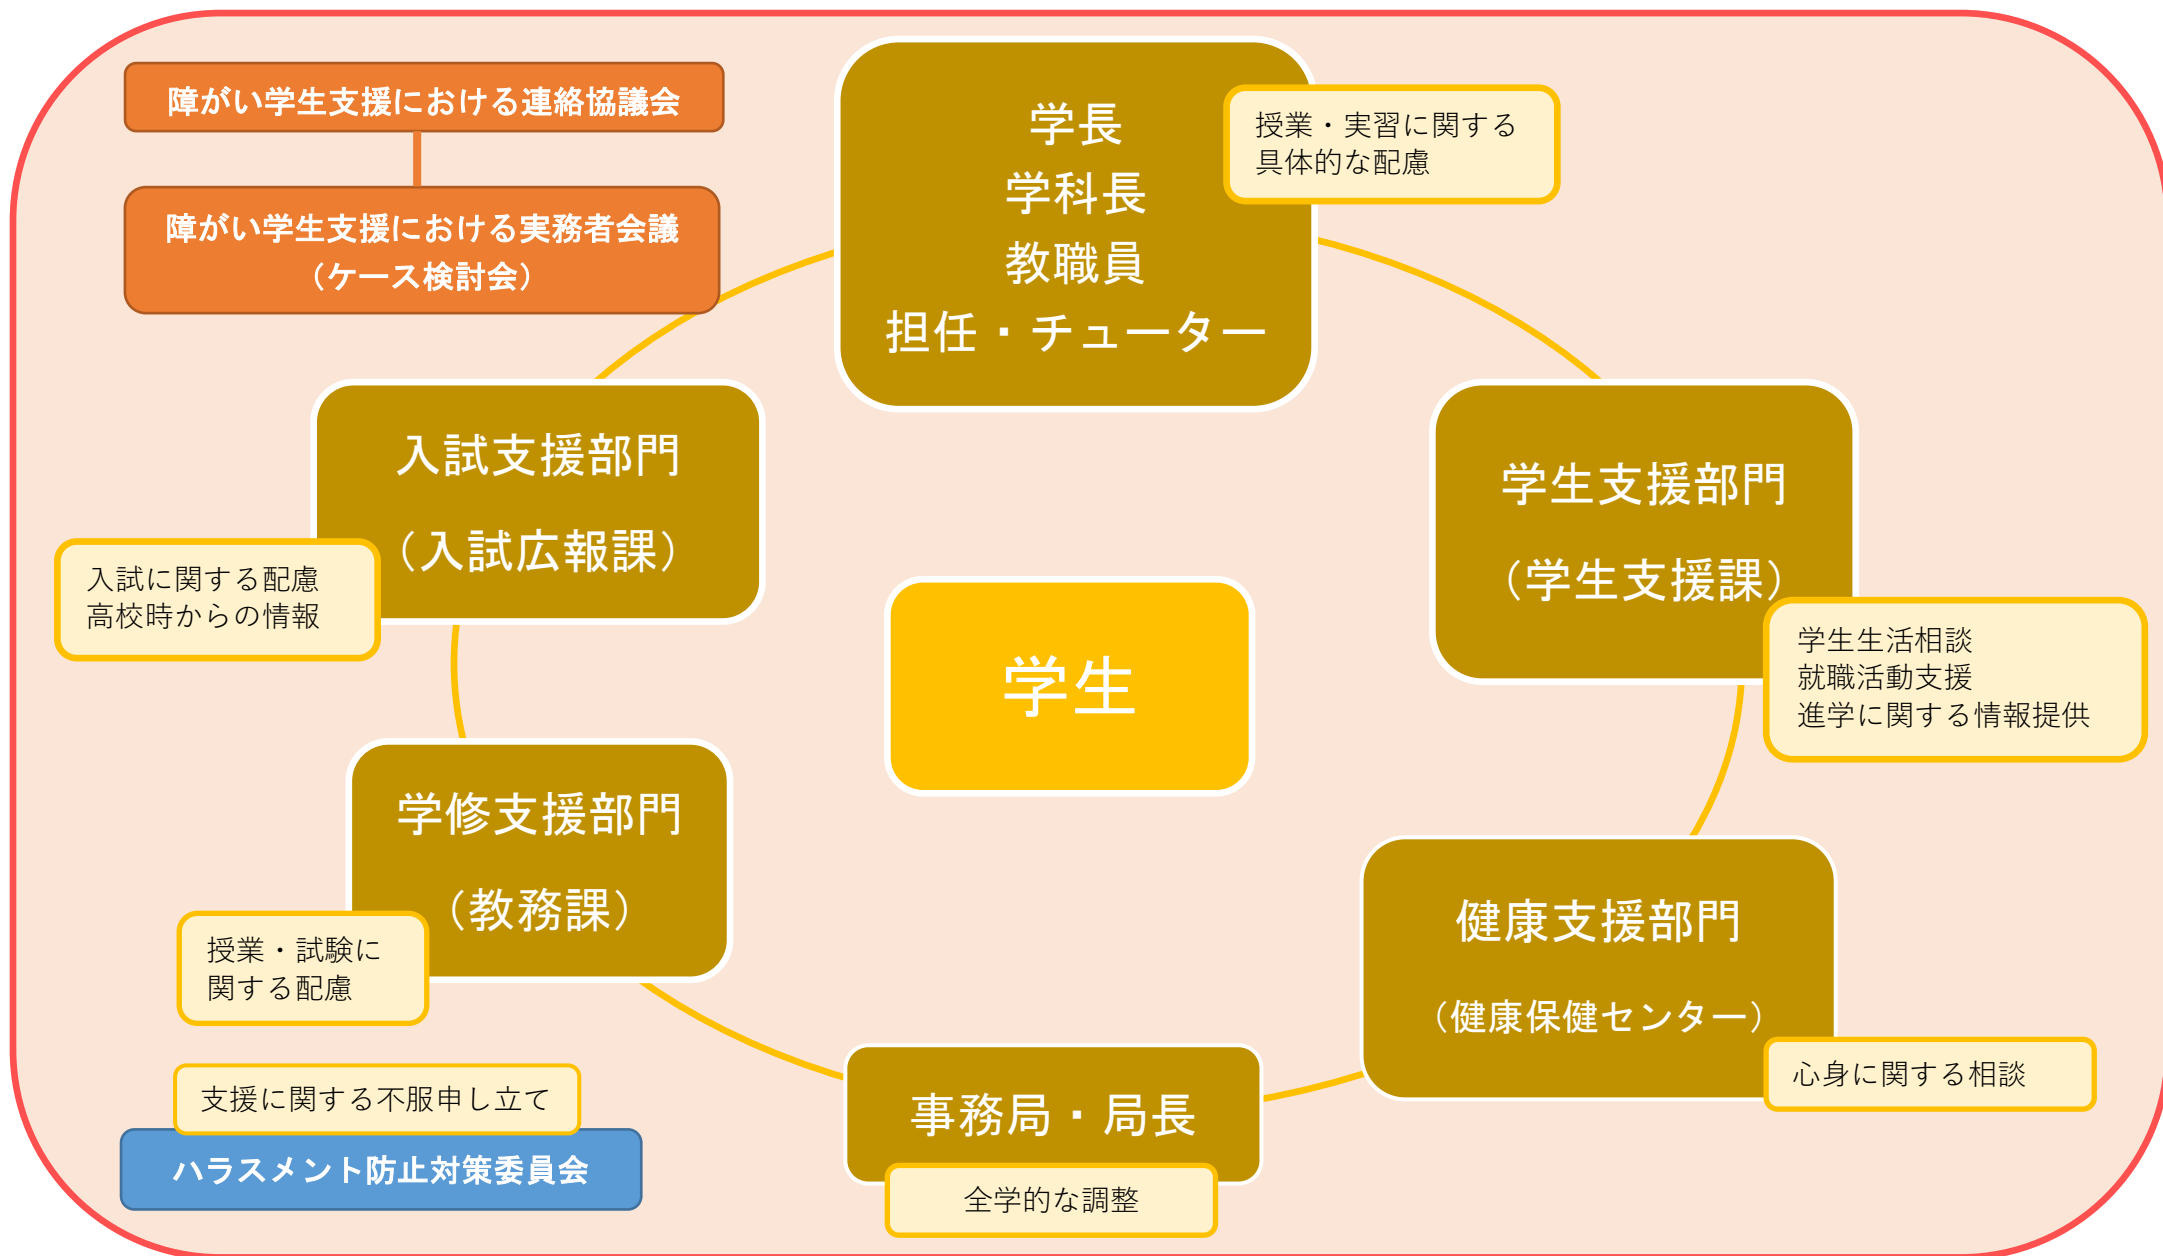 障がい学生支援における連絡協議会
障がい学生支援における実務者会議
（ケース検討会）
学長
学科長
教職員
担任・チューター
授業・実習に関する
具体的な配慮
入試支援部門
（入試広報課）
入試に関する配慮
高校時からの情報
学生支援部門
（学生支援課）
学生生活相談
就職活動支援
進学に関する情報提供
学生
学修支援部門
（教務課）
授業・試験に
関する配慮
健康支援部門
（健康保健センター）
心身に関する相談
事務局・局長
全学的な調整
支援に関する不服申し立て
ハラスメント防止対策委員会